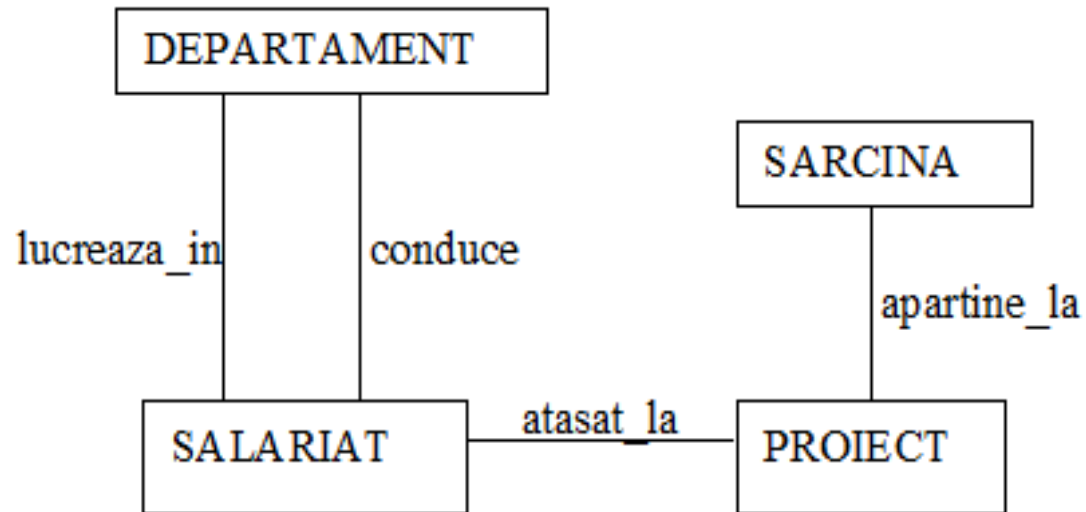 DEPARTAMENT
SARCINA
lucreaza_in
conduce
apartine_la
SALARIAT
atasat_la
PROIECT